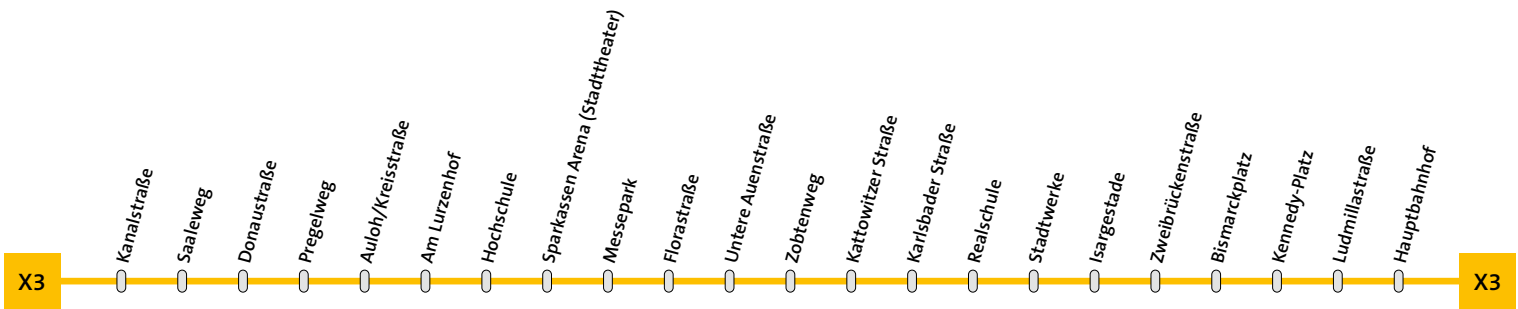 X3
Kanalstraße
Saaleweg
Donaustraße
Pregelweg
Auloh/Kreisstraße
Am Lurzenhof
Hochschule
Sparkassen Arena (Stadttheater)
Messepark
Florastraße
Untere Auenstraße
Zobtenweg
Kattowitzer Straße
Karlsbader Straße
Realschule
Stadtwerke
Isargestade
Zweibrückenstraße
Bismarckplatz
Kennedy-Platz
Ludmillastraße
Hauptbahnhof
X3